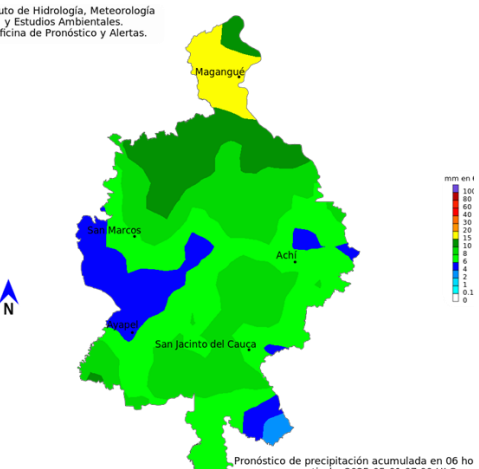 uto de Hidrología, Meteorología
y Estudios Ambientales.
ficina de Pronóstico y Alertas.
Magangué
San Marcos
Achí
Ayapel
San Jacinto del Cauca
N
mm en
100
80
60
40
30
20
15
10
8
6
4
2
1
0.1
0
Pronóstico de precipitación acumulada en 06 ho